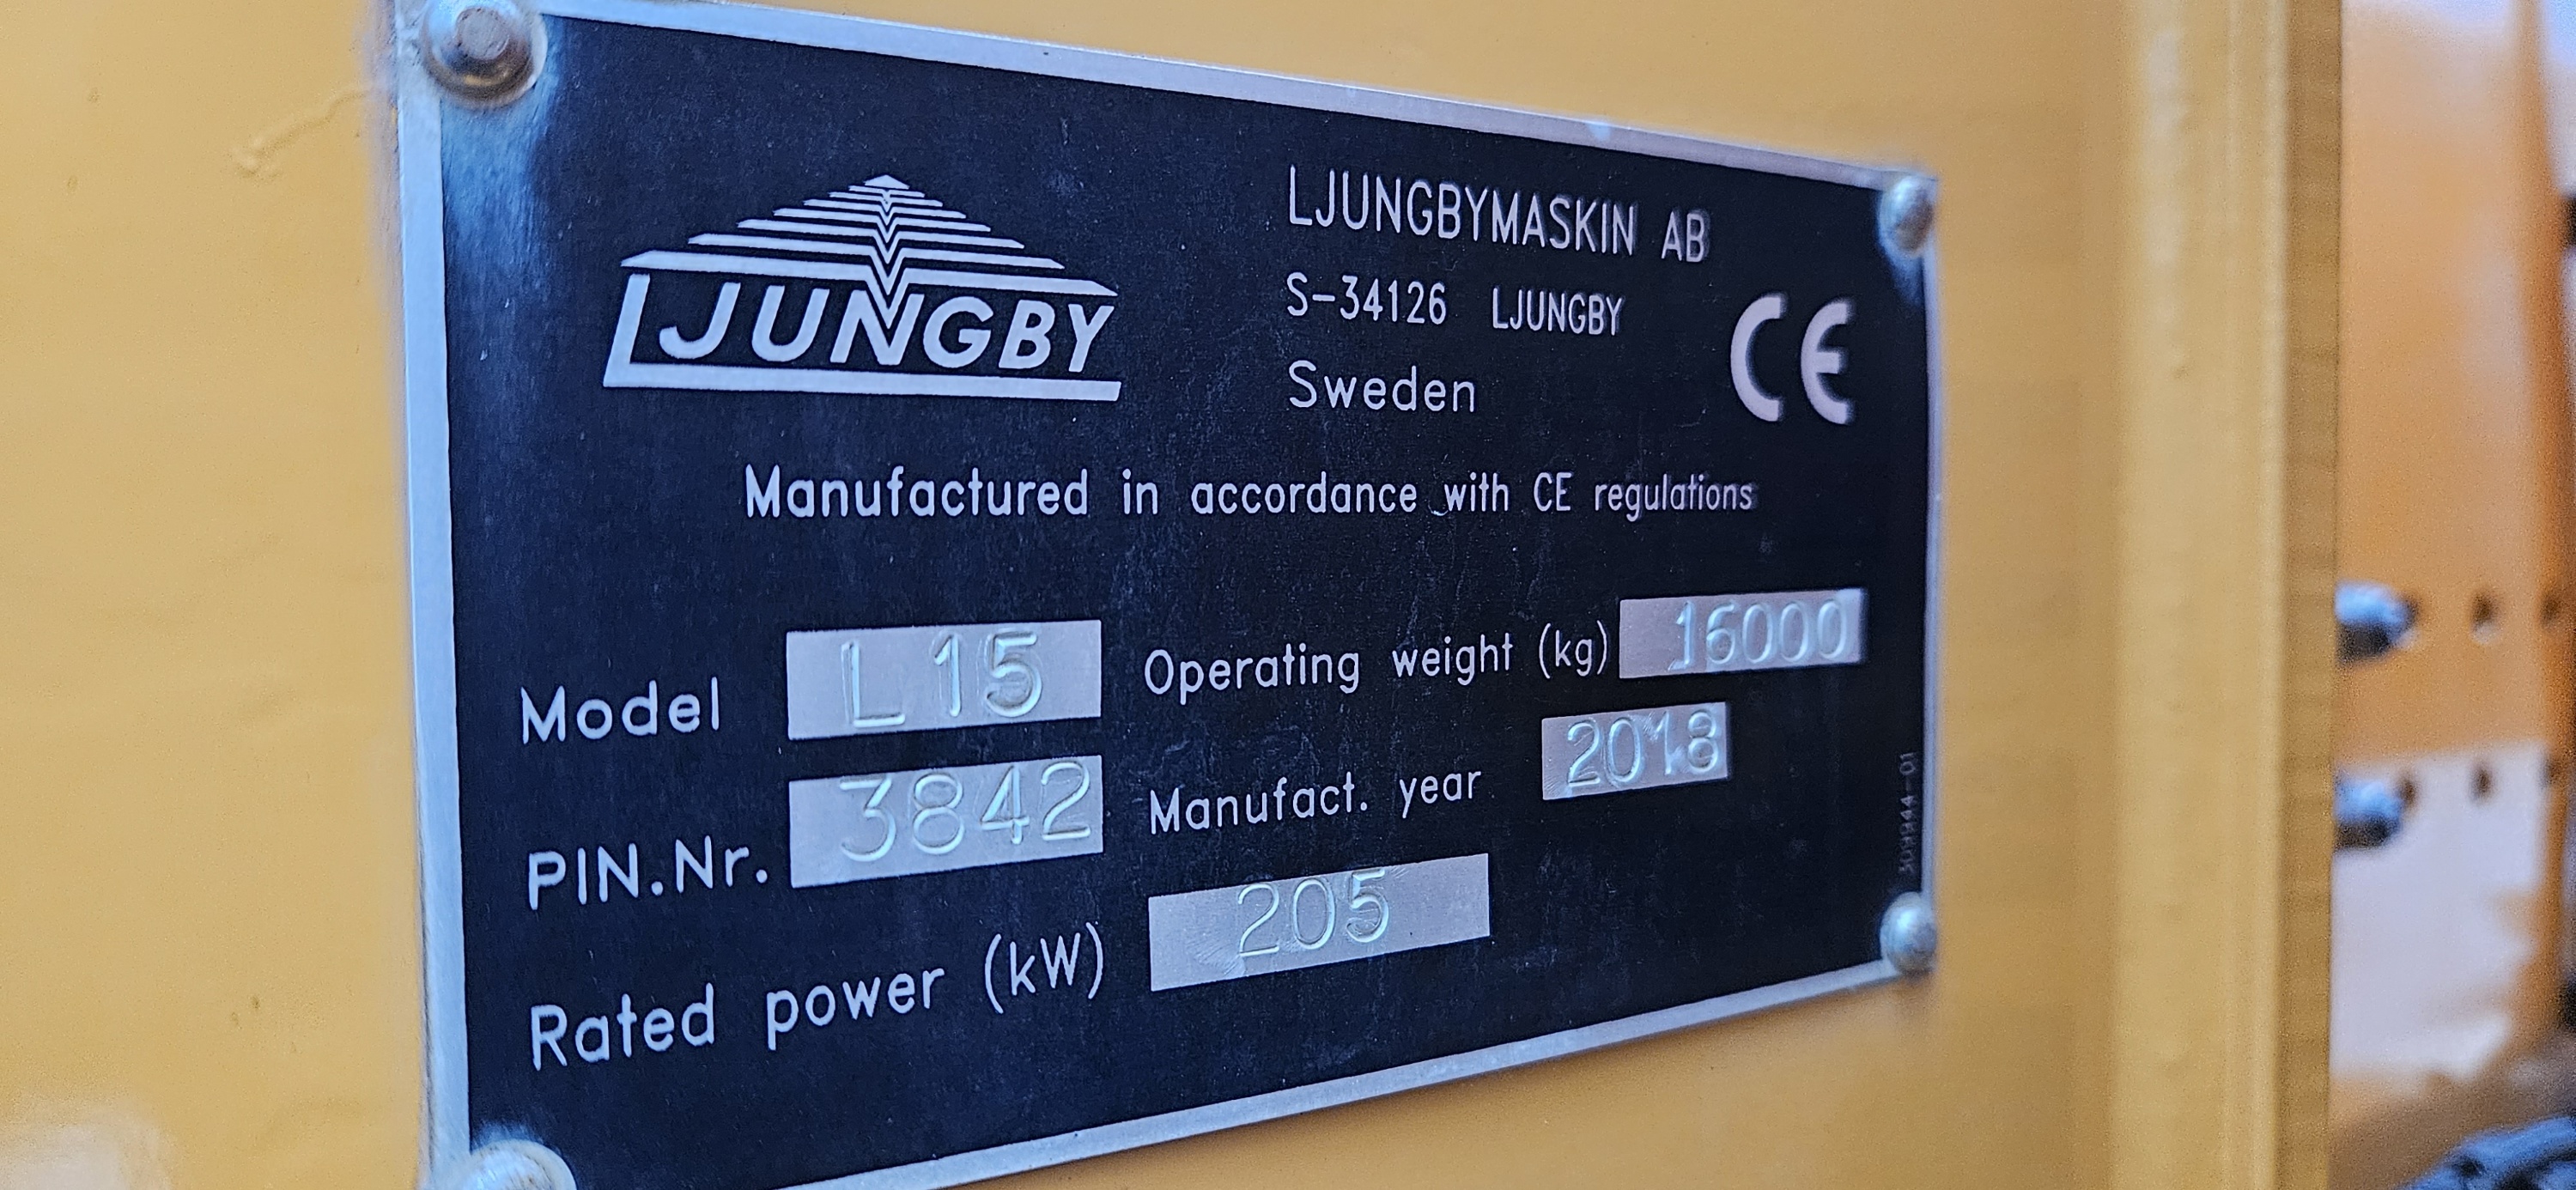 LJUNGBY
LJUNGBYMASKIN AB
S-34126 LJUNGBY
Sweden
CE
Manufactured in accordance with CE regulations
Model L 15 Operating weight (kg) 16000
PIN.Nr. 3842 Manufact. year 2018
Rated power (kW) 205